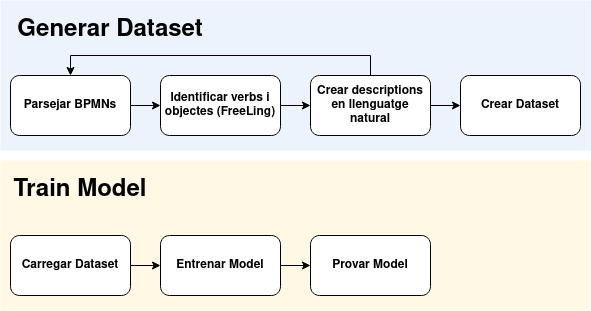 Generar Dataset
Parsejar BPMNs
Identificar verbs i
objectes (FreeLing)
Crear descriptions
en llenguatge
natural
Crear Dataset
Train Model
Carregar Dataset
Entrenar Model
Provar Model